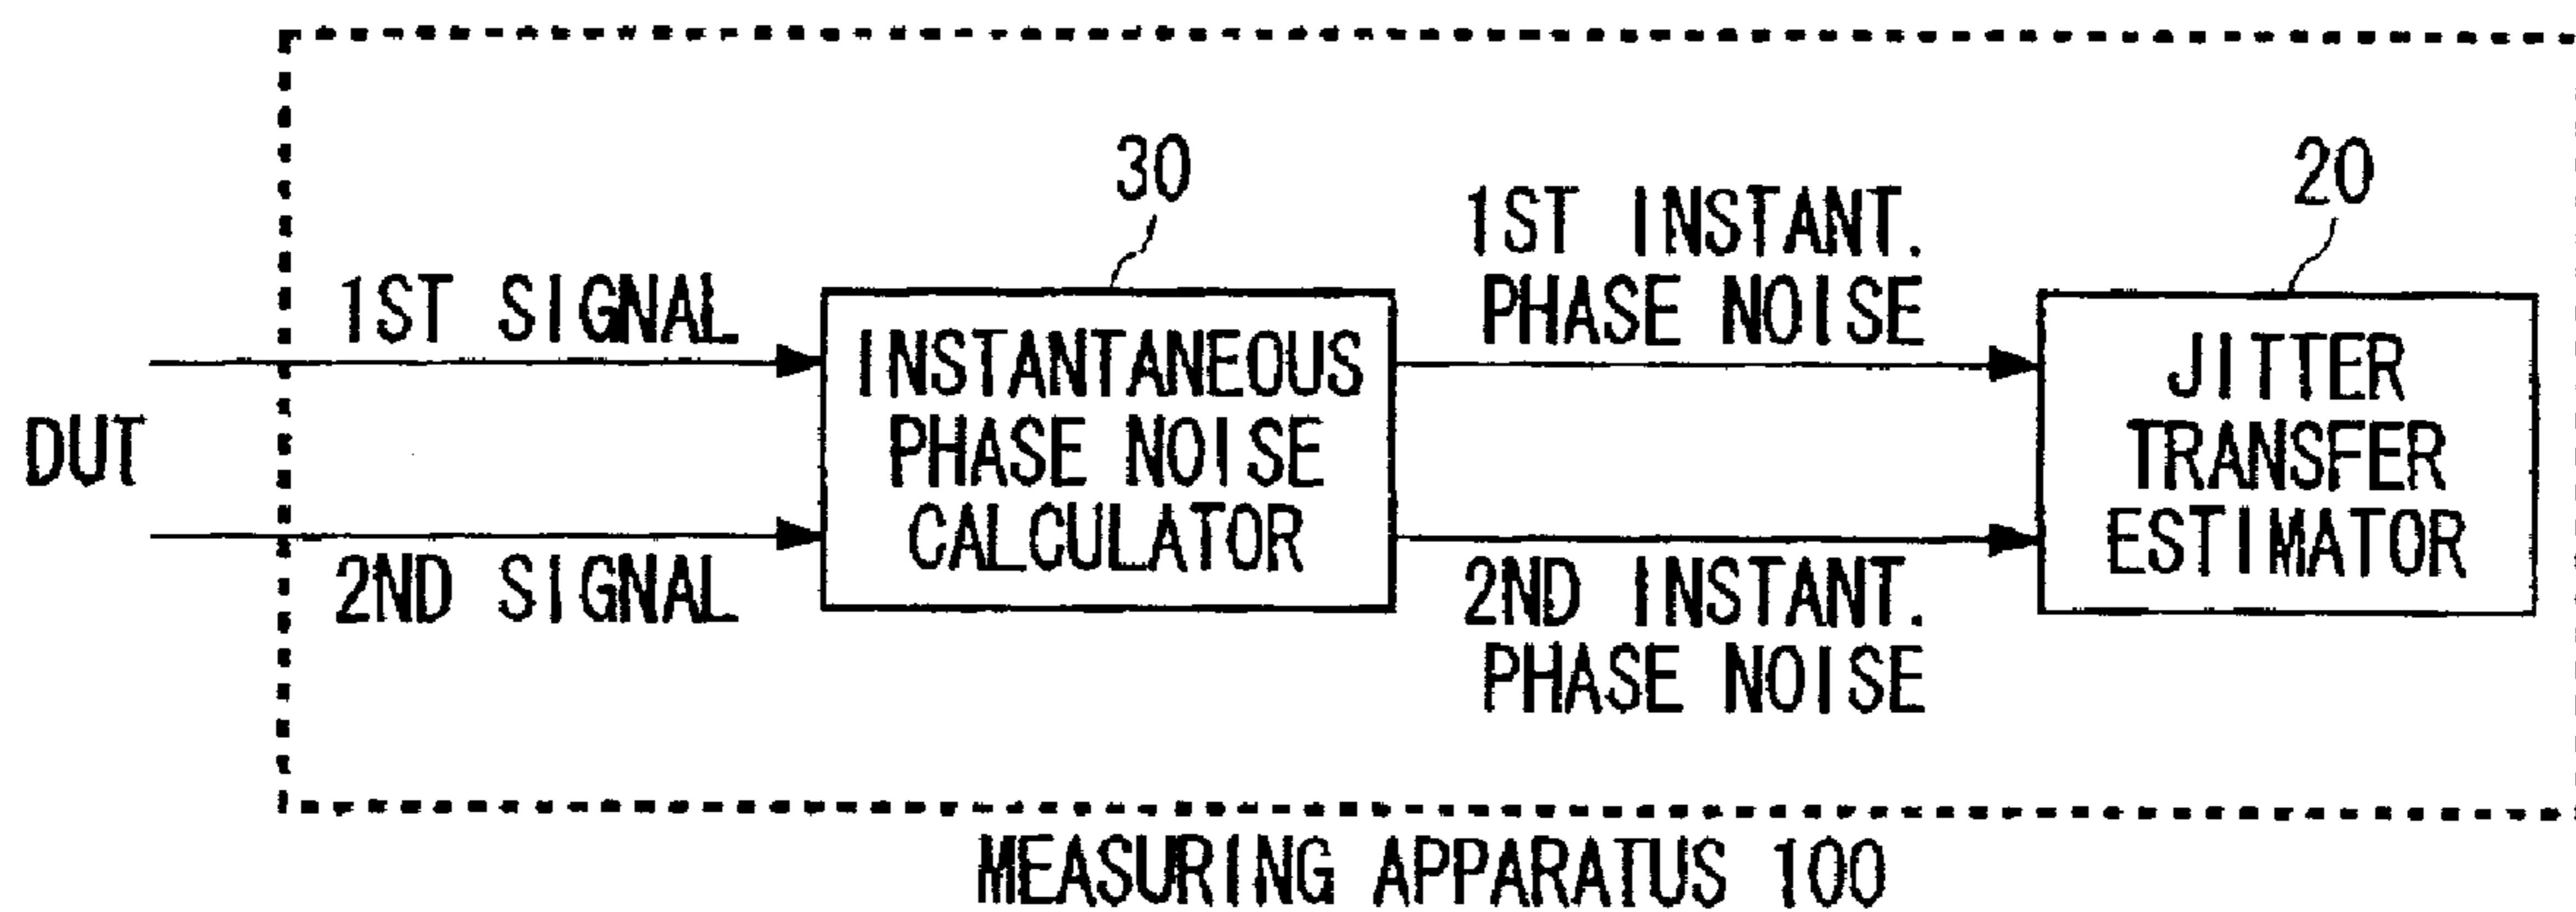 30
20
1ST SIGNAL
1ST INSTANT.
PHASE NOISE
DUT
INSTANTANEOUS
PHASE NOISE
CALCULATOR
JITTER
TRANSFER
ESTIMATOR
2ND SIGNAL
2ND INSTANT.
PHASE NOISE
MEASURING APPARATUS 100